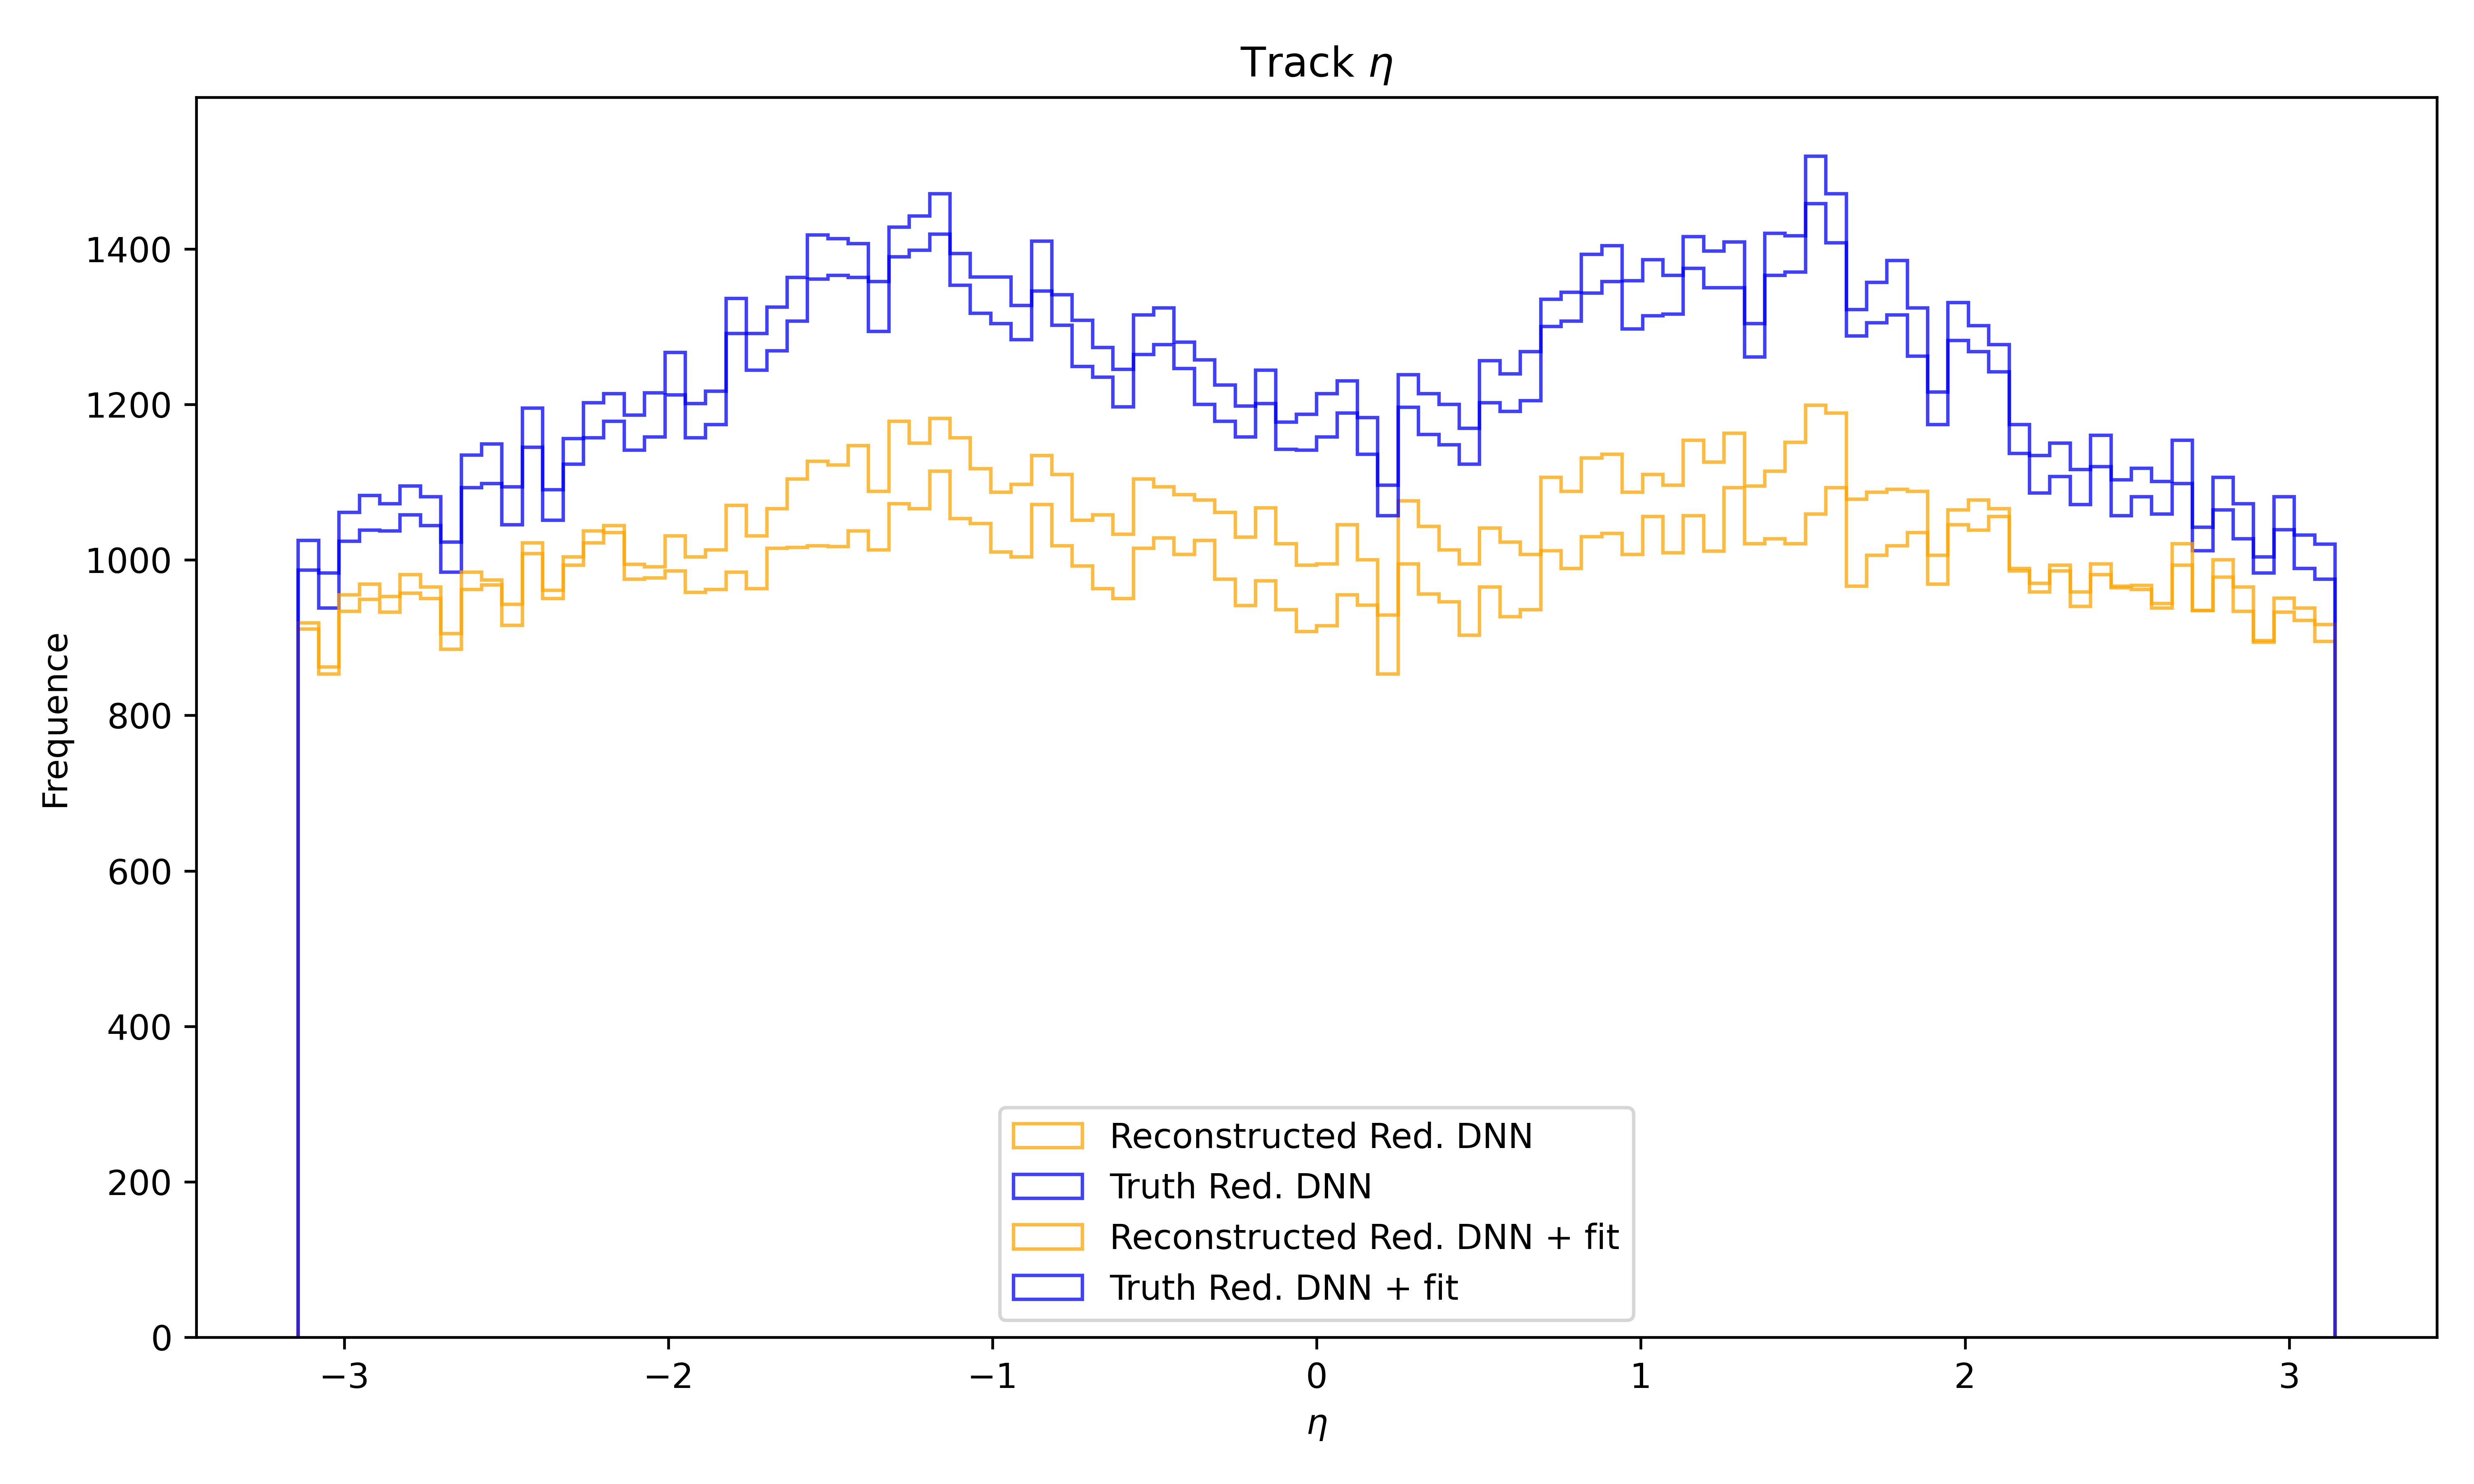 Track η
Frequence
1400
1200
1000
800
600
400
200
0
−3
−2
−1
0
1
2
3
η
Reconstructed Red. DNN
Truth Red. DNN
Reconstructed Red. DNN + fit
Truth Red. DNN + fit